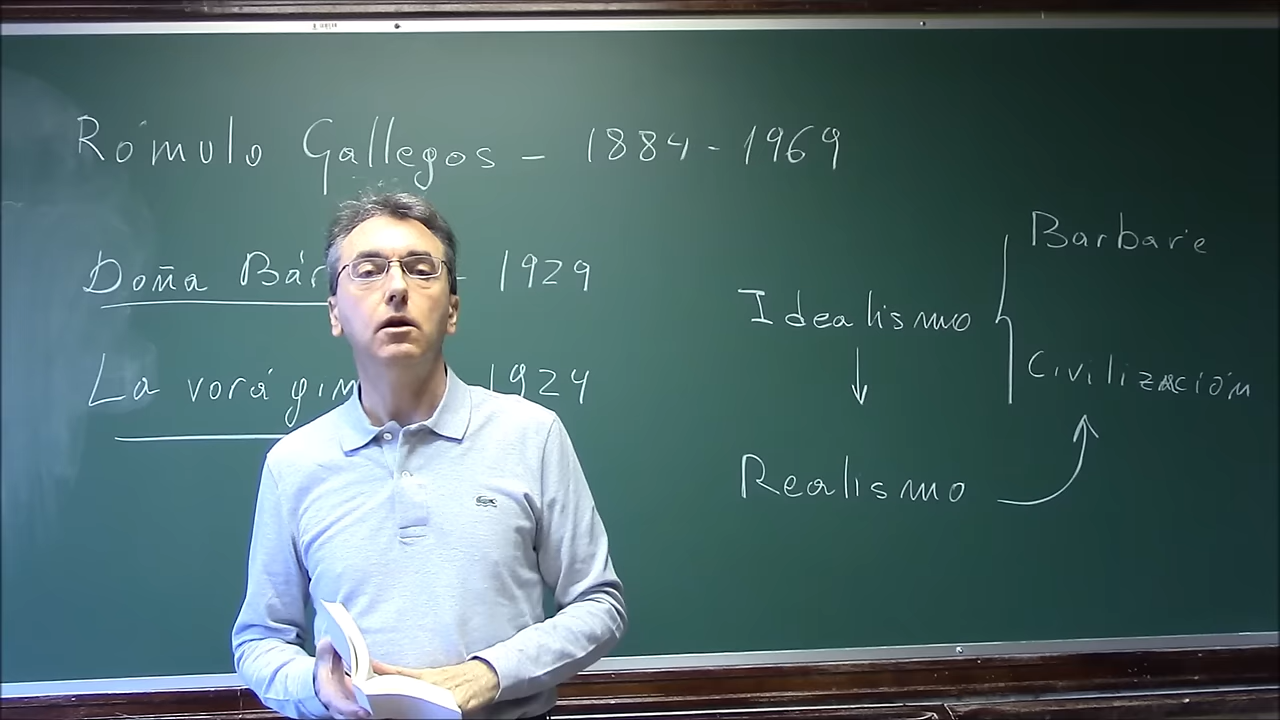 Rómulo Gallegos - 1884-1969
Doña Bár - 1929
La vorágin 1924
Barbarie
Idealismo
Civilización
Realismo